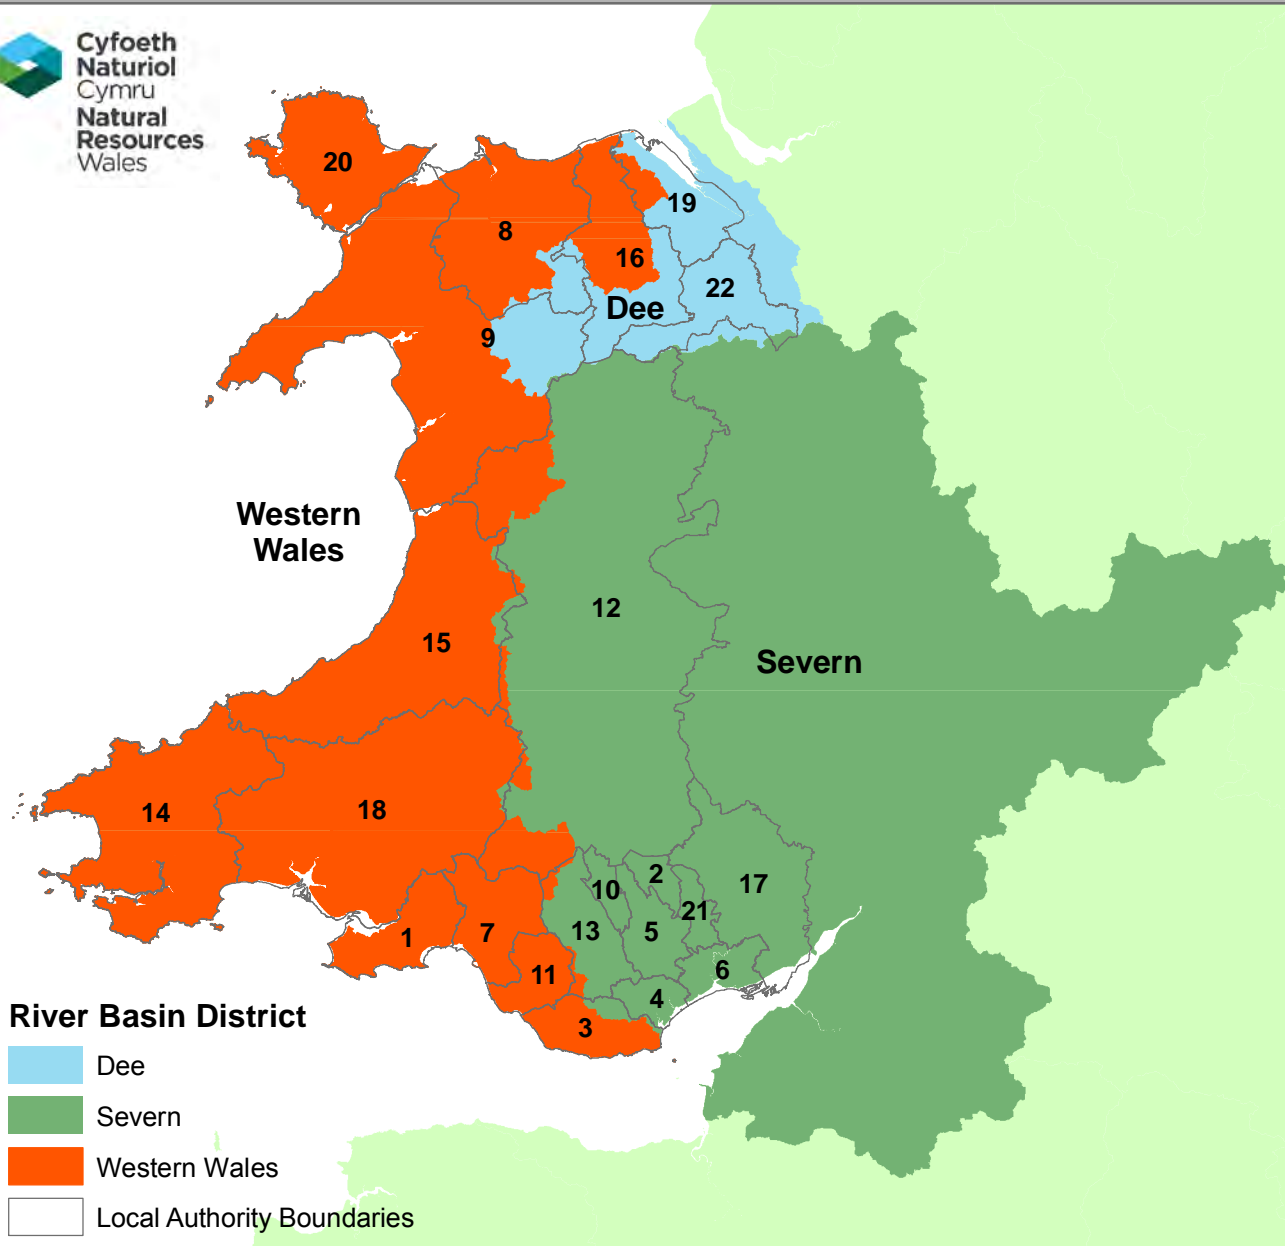 Cyfoeth
Naturiol
Cymru
Natural
Resources
Wales
20
8
19
16
22
Dee
9
Western
Wales
12
15
Severn
14
18
2
10
17
21
13
5
1
7
11
6
4
3
River Basin District
Dee
Severn
Western Wales
Local Authority Boundaries